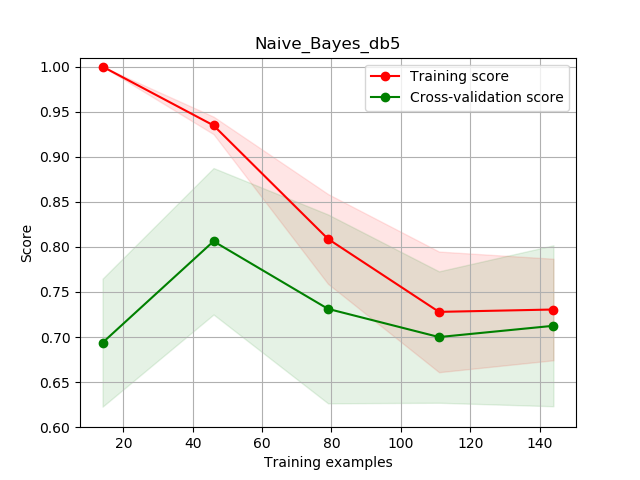 Naive_Bayes_db5
Training score
Cross-validation score
Score
1.00
0.95
0.90
0.85
0.80
0.75
0.70
0.65
0.60
20 40 60 80 100 120 140
Training examples